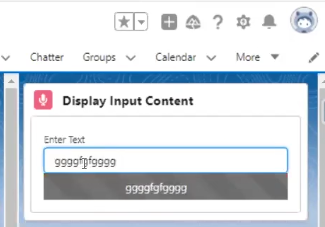 Chatter Groups Calendar More
Display Input Content
Enter Text
ggggfgfgggg
ggggfgfgggg